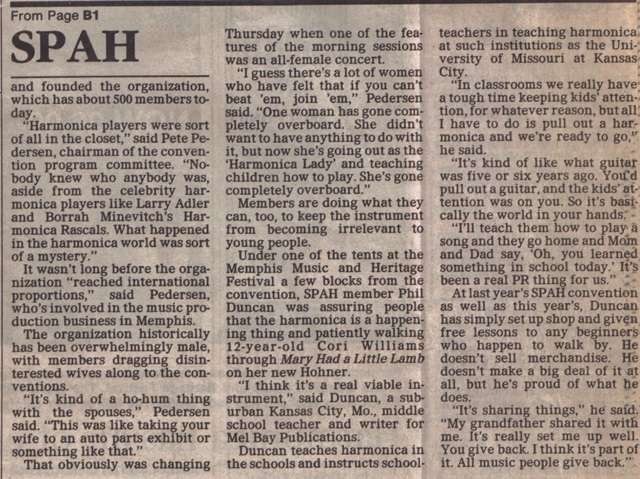 From Page B1
SPAH
and founded the organization,
which has about 500 members to-
day.
"Harmonica players were sort
of all in the closet," said Pete Pe-
dersen, chairman of the conven-
tion program committee. "No-
body knew who anybody was,
aside from the celebrity har-
monica players like Larry Adler
and Borrah Minevitch's Har-
monica Rascals. What happened
in the harmonica world was sort
of a mystery."
It wasn't long before the orga-
nization "reached international
proportions," said Pedersen,
who's involved in the music pro-
duction business in Memphis.
The organization historically
has been overwhelmingly male,
with members dragging disin-
terested wives along to the con-
ventions.
"It's kind of a ho-hum thing
with the spouses," Pedersen
said. "This was like taking your
wife to an auto parts exhibit or
something like that."
That obviously was changing
Thursday when one of the fea-
tures of the morning sessions
was an all-female concert.
"I guess there's a lot of women
who have felt that if you can't
beat 'em, join 'em," Pedersen
said. "One woman has gone com-
pletely overboard. She didn't
want to have anything to do with
it, but now she's going out as the
'Harmonica Lady' and teaching
children how to play. She's gone
completely overboard."
Members are doing what they
can, too, to keep the instrument
from becoming irrelevant to
young people.
Under one of the tents at the
Memphis Music and Heritage
Festival a few blocks from the
convention, SPAH member Phil
Duncan was assuring people
that the harmonica is a happen-
ing thing and patiently walking
12-year-old Cori Williams
through Mary Had a Little Lamb
on her new Hohner.
"I think it's a real viable in-
strument," said Duncan, a sub-
urban Kansas City, Mo., middle
school teacher and writer for
Mel Bay Publications.
Duncan teaches harmonica in
the schools and instructs school-
teachers in teaching harmonica
at such institutions as the Uni-
versity of Missouri at Kansas
City.
"In classrooms we really have
a tough time keeping kids' atten-
tion, for whatever reason, but all
I have to do is pull out a har-
monica and we're ready to go,"
he said.
"It's kind of like what guitar
was five or six years ago. You'd
pull out a guitar, and the kids' at-
tention was on you. So it's basi-
cally the world in your hands.
"I'll teach them how to play a
song and they go home and Mom
and Dad say, 'Oh, you learned
something in school today.' It's
been a real PR thing for us."
At last year's SPAH convention
as well as this year's, Duncan
has simply set up shop and given
free lessons to any beginners
who happen to walk by. He
doesn't sell merchandise. He
doesn't make a big deal of it at
all, but he's proud of what he
does.
"It's sharing things," he said.
"My grandfather shared it with
me. It's really set me up well.
You give back. I think it's part of
it. All music people give back."